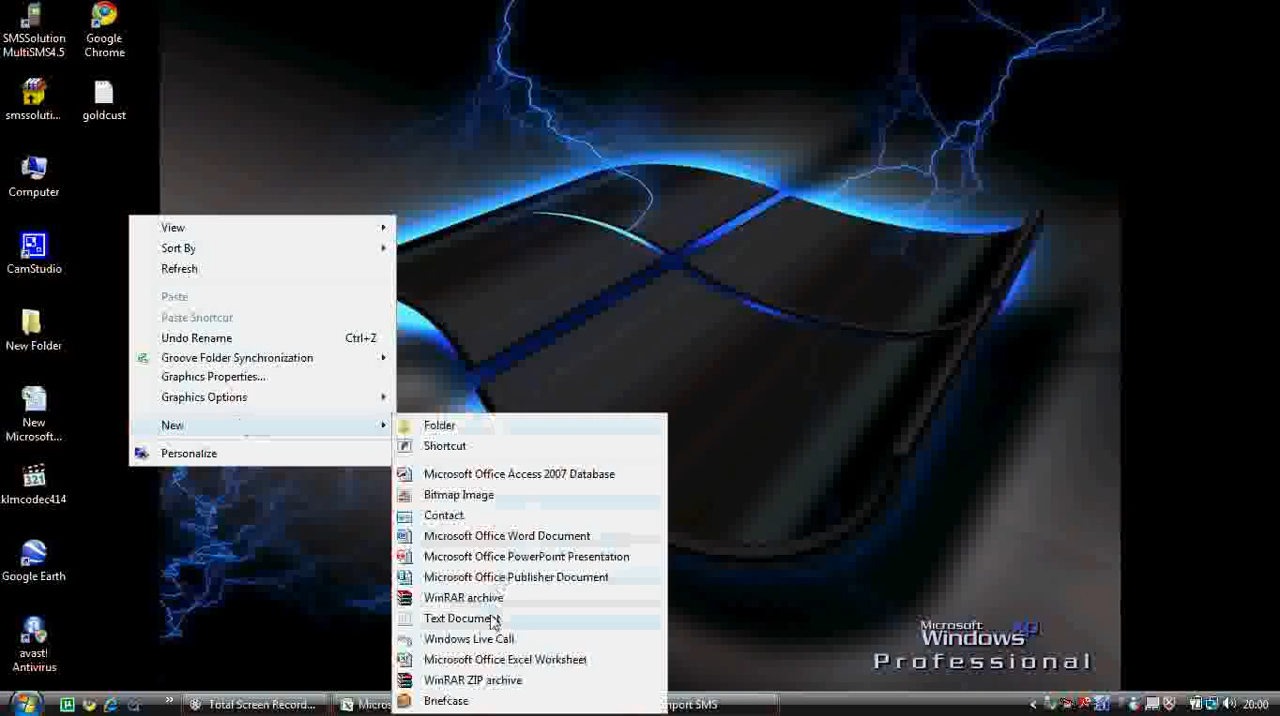 SMSSolution
MultiSMS4.5
Google
Chrome
smssoluti...
goldcust
Computer
CamStudio
New Folder
New
Microsoft...
klmcodec414
Google Earth
avast!
Antivirus
View
Sort By
Refresh
Paste
Paste Shortcut
Undo Rename Ctrl+Z
Groove Folder Synchronization
Graphics Properties...
Graphics Options
New
Personalize
Folder
Shortcut
Microsoft Office Access 2007 Database
Bitmap Image
Contact
Microsoft Office Word Document
Microsoft Office PowerPoint Presentation
Microsoft Office Publisher Document
WinRAR archive
Text Document
Windows Live Call
Microsoft Office Excel Worksheet
WinRAR ZIP archive
Briefcase
Microsoft
Windows xp
Professional
Total Screen Record...
Micros
mport SMS
20:00